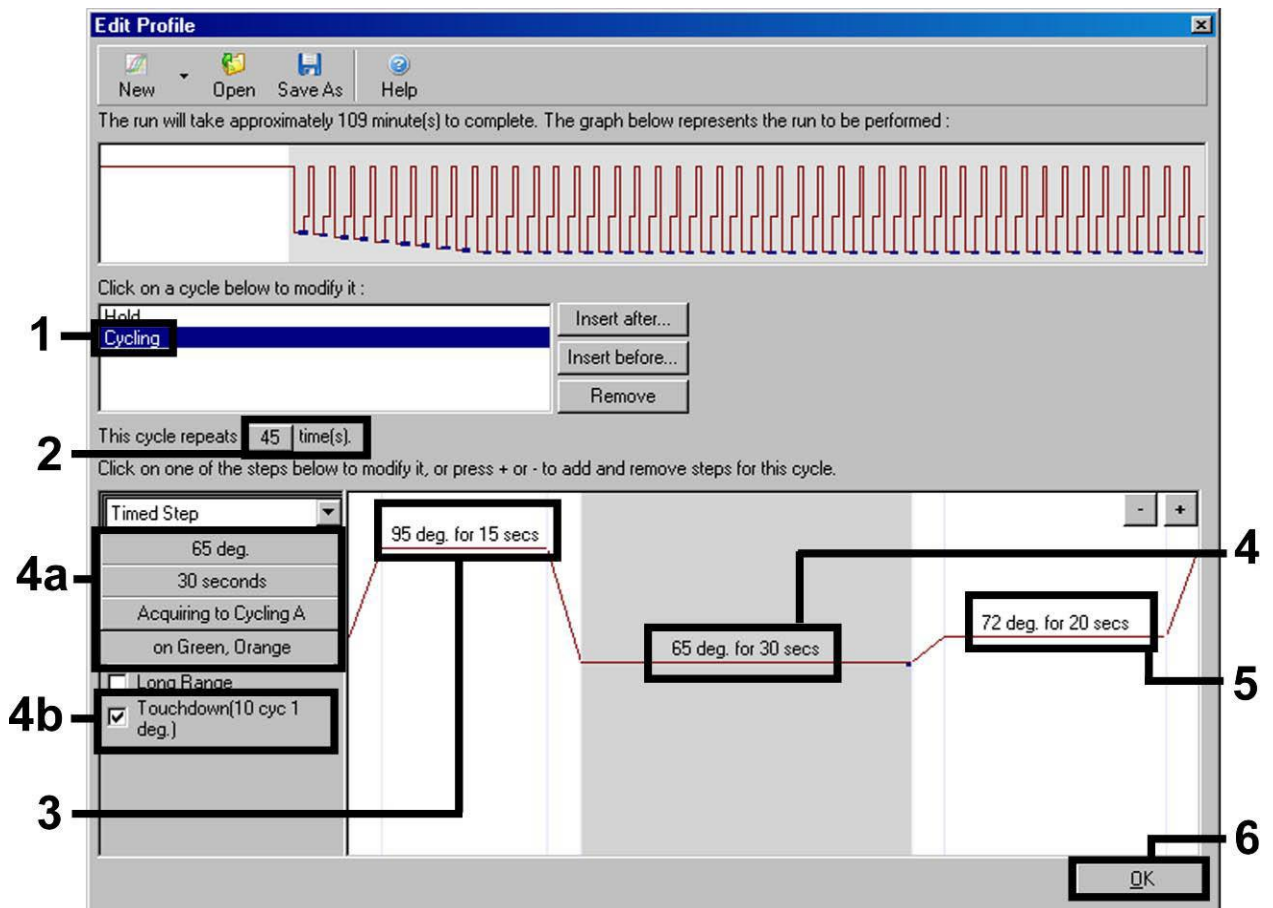 Edit Profile
New Open Save As Help
The run will take approximately 109 minute(s) to complete. The graph below represents the run to be performed :
Click on a cycle below to modify it :
Hold
1 Cycling
Insert after...
Insert before...
Remove
This cycle repeats 45 time(s).
2
Click on one of the steps below to modify it, or press + or - to add and remove steps for this cycle.
Timed Step
- +
4a
65 deg.
30 seconds
Acquiring to Cycling A
on Green, Orange
Long Range
4b
Touchdown(10 cyc 1
deg.)
95 deg. for 15 secs
3
65 deg. for 30 secs
4
72 deg. for 20 secs
5
6
OK